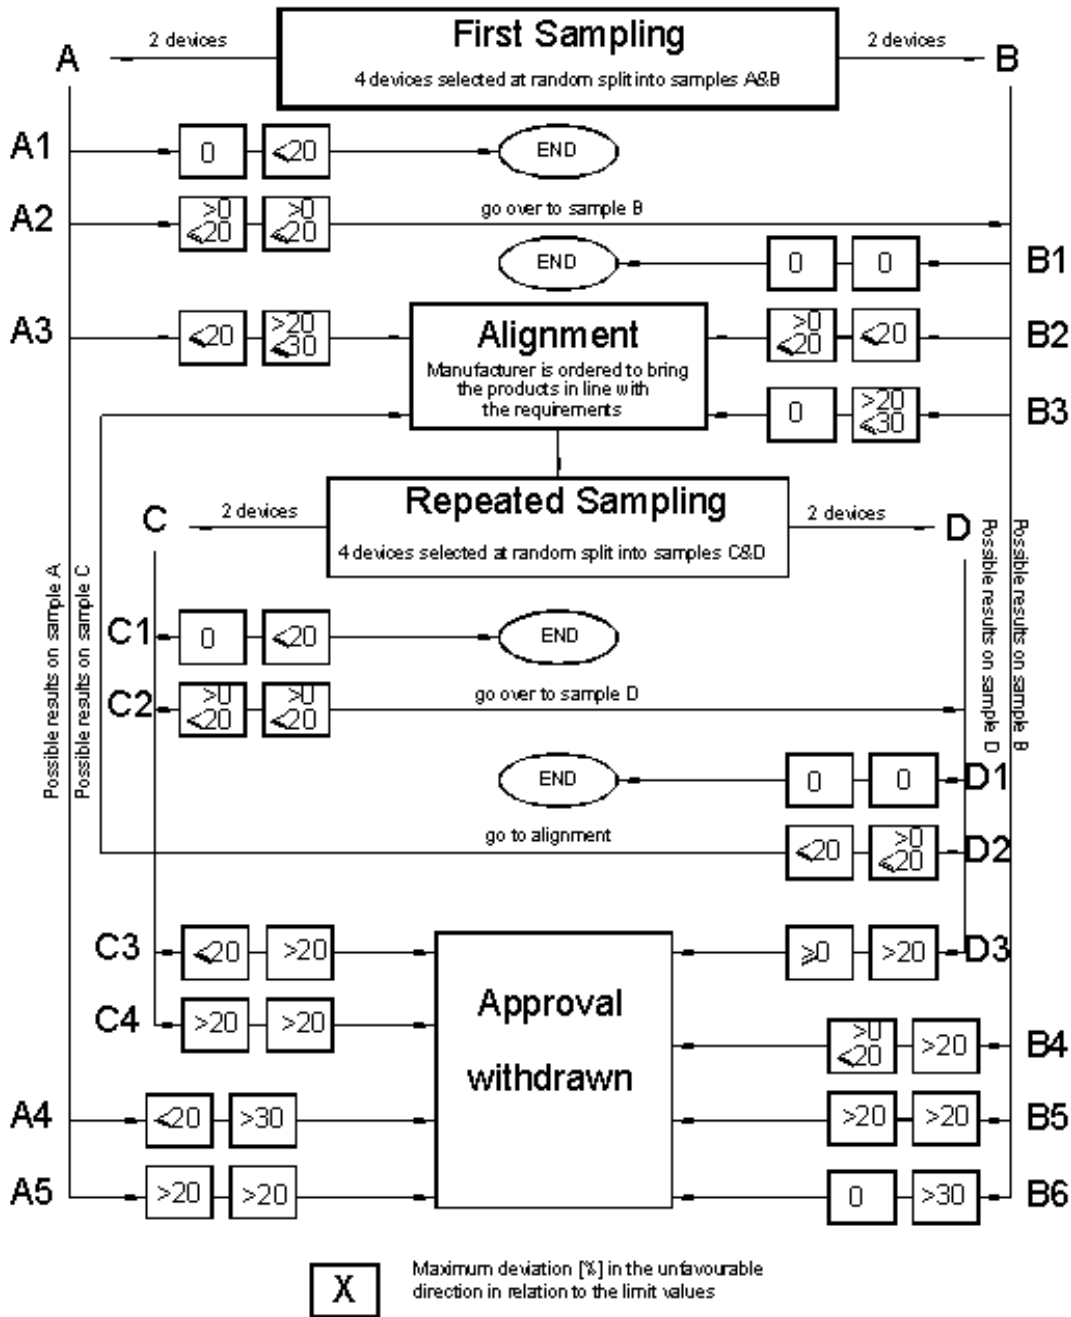 First Sampling
4 devices selected at random split into samples A&B
A
2 devices
2 devices
B
A1
0
⩽20
END
A2
>0
⩽20
>0
⩽20
go over to sample B
END
0
0
B1
A3
⩽20
>20
⩽30
Alignment
Manufacturer is ordered to bring
the products in line with
the requirements
>0
⩽20
⩽20
B2
0
>20
⩽30
B3
Repeated Sampling
4 devices selected at random split into samples C&D
C
2 devices
2 devices
D
Possible results on sample A
Possible results on sample C
Possible results on sample D
Possible results on sample B
C1
0
⩽20
END
C2
>0
⩽20
>0
⩽20
go over to sample D
END
0
0
D1
go to alignment
⩽20
>0
⩽20
D2
C3
⩽20
>20
Approval
withdrawn
⩾0
>20
D3
C4
>20
>20
>0
⩽20
>20
B4
A4
⩽20
>30
>20
>20
B5
A5
>20
>20
0
>30
B6
X
Maximum deviation [%] in the unfavourable
direction in relation to the limit values